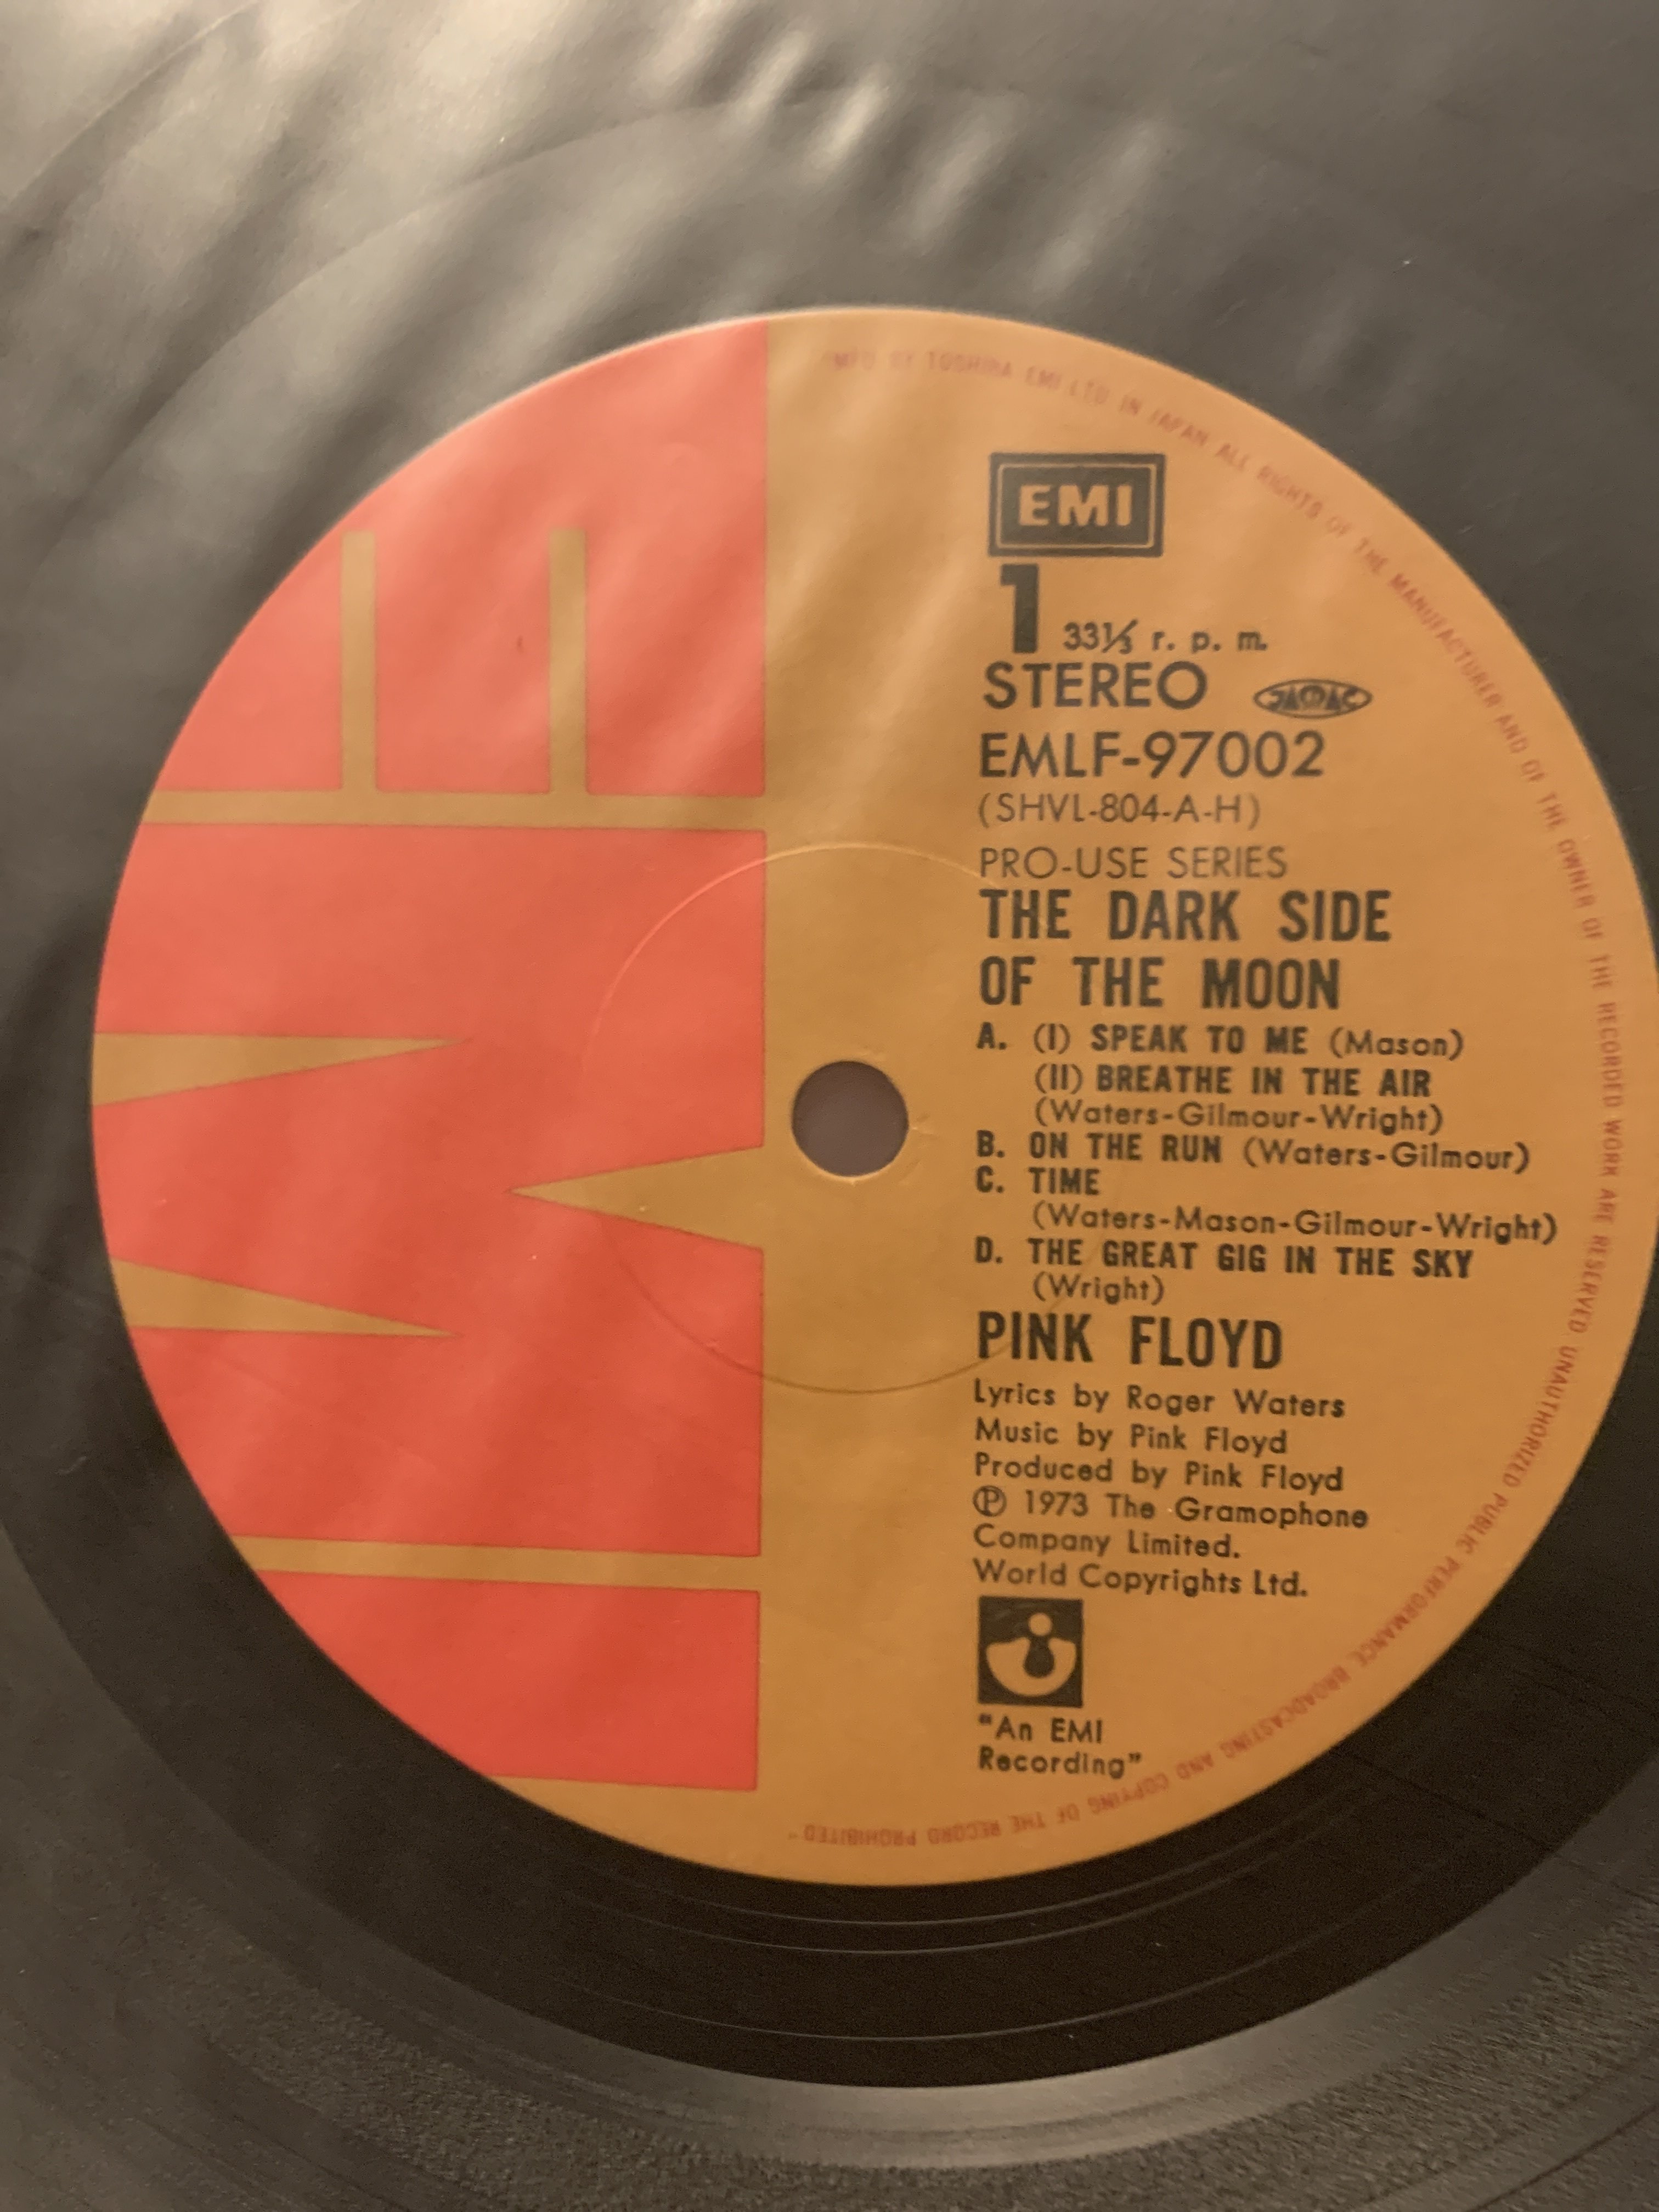 MFD BY TOSHIBA EMI LTD IN JAPAN ALL RIGHTS OF THE MANUFACTURER AND OF THE OWNER OF THE RECORDED WORK ARE RESERVED UNAUTHORIZED PUBLIC PERFORMANCE BROADCASTING AND COPYING OF THE RECORD PROHIBITED
EMI
1 33⅓ r. p. m.
STEREO JASRAC
EMLF-97002
(SHVL-804-A-H)
PRO-USE SERIES
THE DARK SIDE
OF THE MOON
A. (I) SPEAK TO ME (Mason)
(II) BREATHE IN THE AIR
(Waters-Gilmour-Wright)
B. ON THE RUN (Waters-Gilmour)
C. TIME
(Waters-Mason-Gilmour-Wright)
D. THE GREAT GIG IN THE SKY
(Wright)
PINK FLOYD
Lyrics by Roger Waters
Music by Pink Floyd
Produced by Pink Floyd
Ⓟ 1973 The Gramophone
Company Limited.
World Copyrights Ltd.
"An EMI
Recording"
EMI